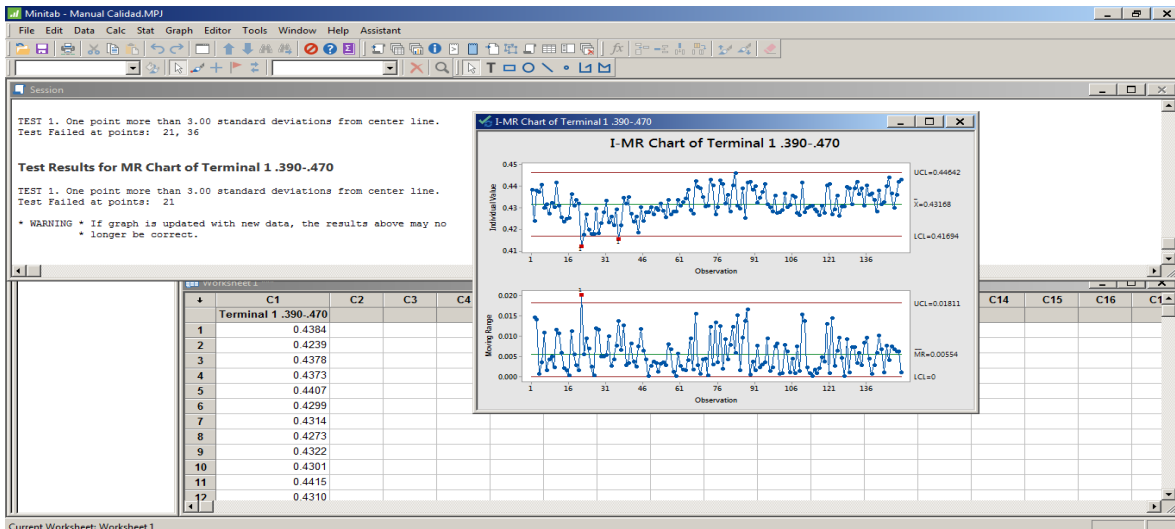 Minitab - Manual Calidad.MPJ
File Edit Data Calc Stat Graph Editor Tools Window Help Assistant
Session
TEST 1. One point more than 3.00 standard deviations from center line.
Test Failed at points: 21, 36
Test Results for MR Chart of Terminal 1 .390-.470
TEST 1. One point more than 3.00 standard deviations from center line.
Test Failed at points: 21
* WARNING * If graph is updated with new data, the results above may no
* longer be correct.
I-MR Chart of Terminal 1 .390-.470
I-MR Chart of Terminal 1 .390-.470
Individual Value
0.45
0.44
0.43
0.42
0.41
UCL=0.44642
X=0.43168
LCL=0.41694
1 16 31 46 61 76 91 106 121 136
Observation
Moving Range
0.020
0.015
0.010
0.005
0.000
UCL=0.01811
MR=0.00554
LCL=0
1 16 31 46 61 76 91 106 121 136
Observation
Worksheet 1
C1 C2 C3 C4 C14 C15 C16
Terminal 1 .390-.470
1 0.4384
2 0.4239
3 0.4378
4 0.4373
5 0.4407
6 0.4299
7 0.4314
8 0.4273
9 0.4322
10 0.4301
11 0.4415
12 0.4310
Current Worksheet: Worksheet 1